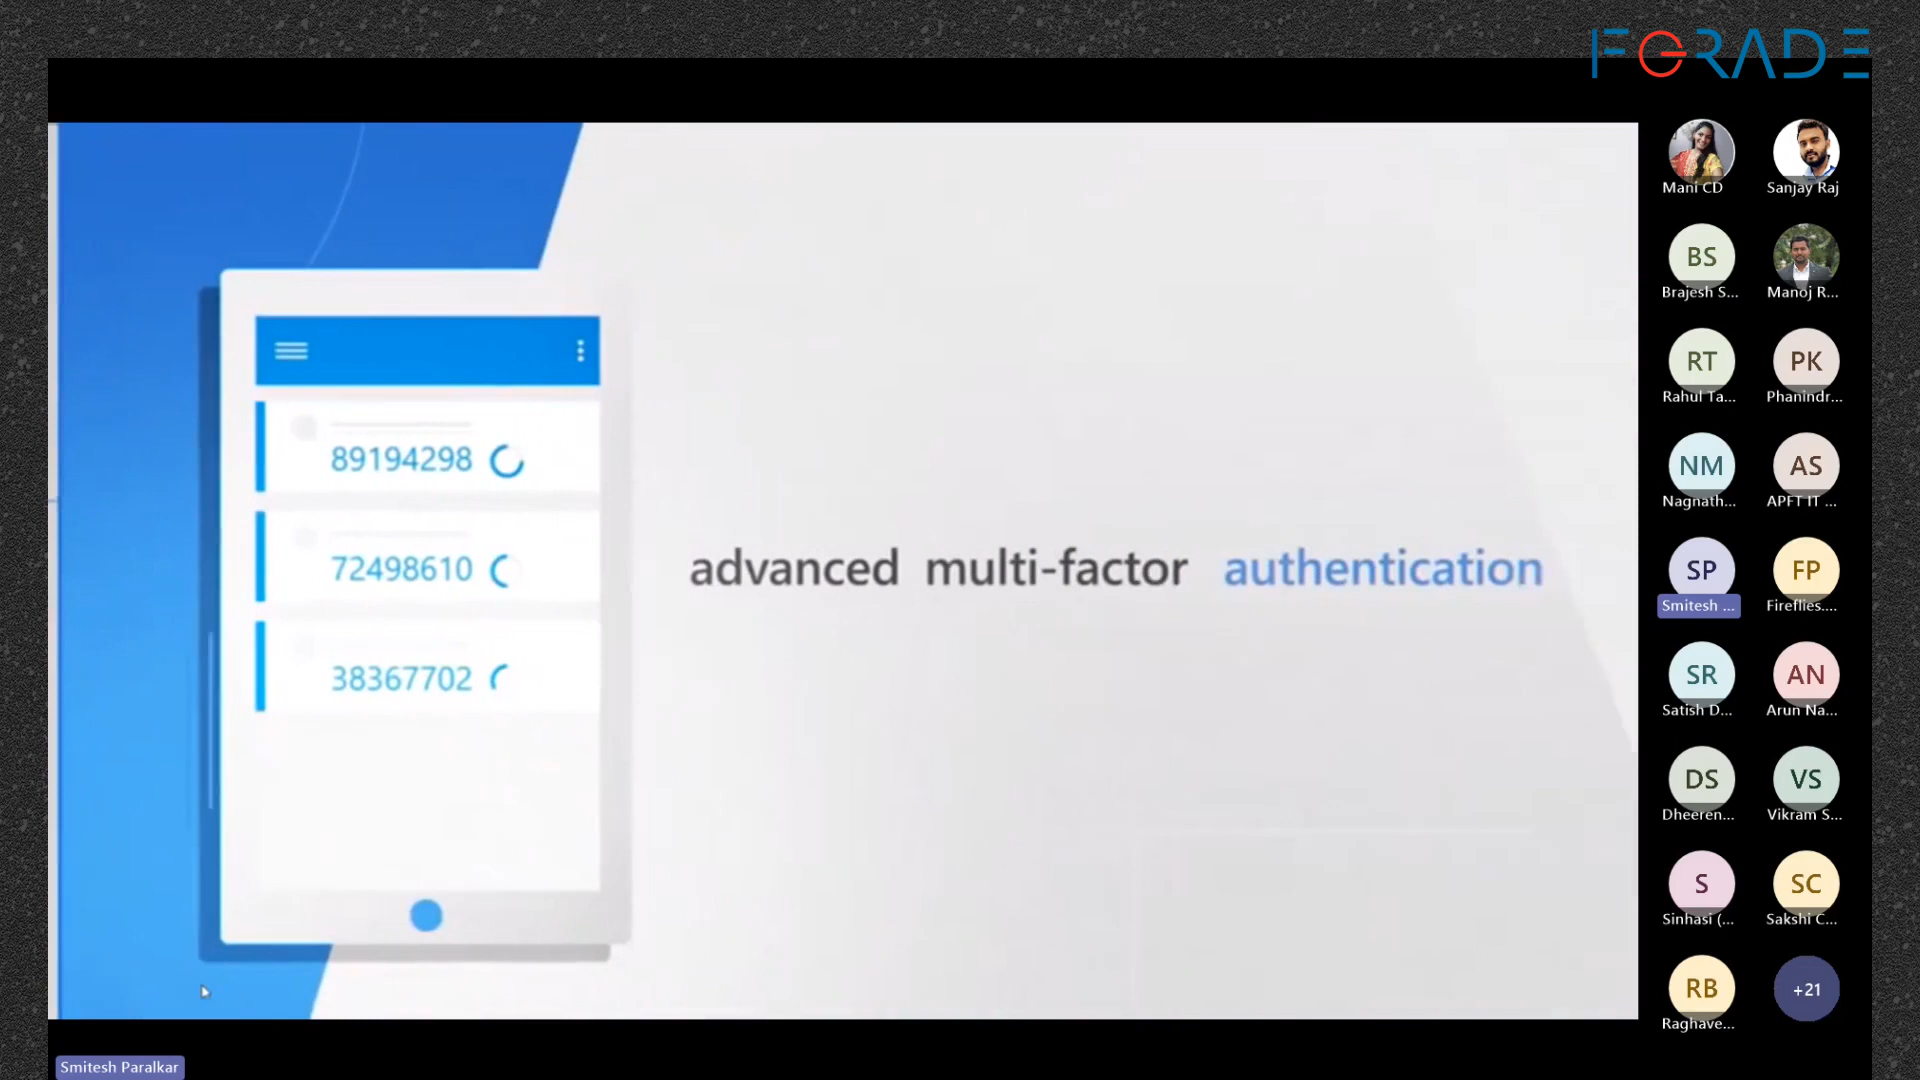 FGRADE
89194298
72498610
38367702
advanced multi-factor authentication
Mani CD
Sanjay Raj
BS
Brajesh S...
Manoj R...
RT
Rahul Ta...
PK
Phanindr...
NM
Nagnath...
AS
APFT IT ...
SP
Smitesh ...
FP
Fireflies....
SR
Satish D...
AN
Arun Na...
DS
Dheeren...
VS
Vikram S...
S
Sinhasi (...
SC
Sakshi C...
RB
Raghave...
+21
Smitesh Paralkar